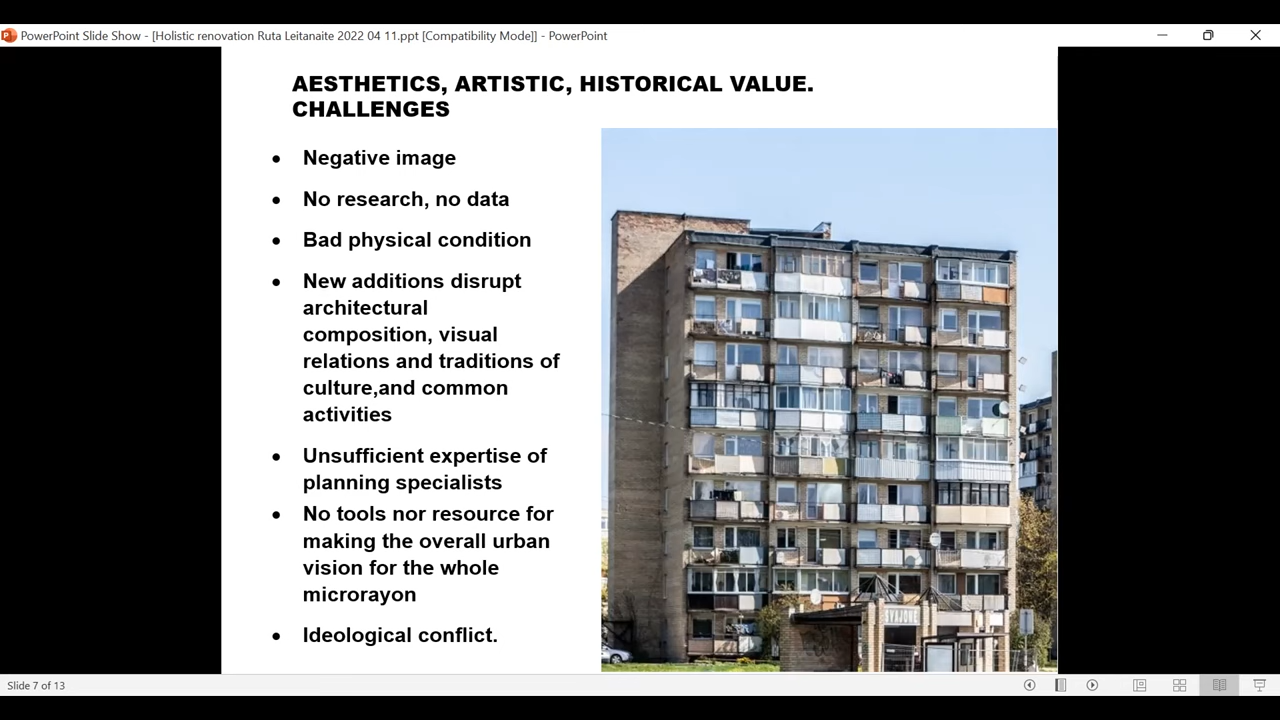 PowerPoint Slide Show - [Holistic renovation Ruta Leitanaite 2022 04 11.ppt [Compatibility Mode]] - PowerPoint
AESTHETICS, ARTISTIC, HISTORICAL VALUE.
CHALLENGES
• Negative image
• No research, no data
• Bad physical condition
• New additions disrupt
architectural
composition, visual
relations and traditions of
culture,and common
activities
• Unsufficient expertise of
planning specialists
• No tools nor resource for
making the overall urban
vision for the whole
microrayon
• Ideological conflict.
SVAJONĖ
Slide 7 of 13